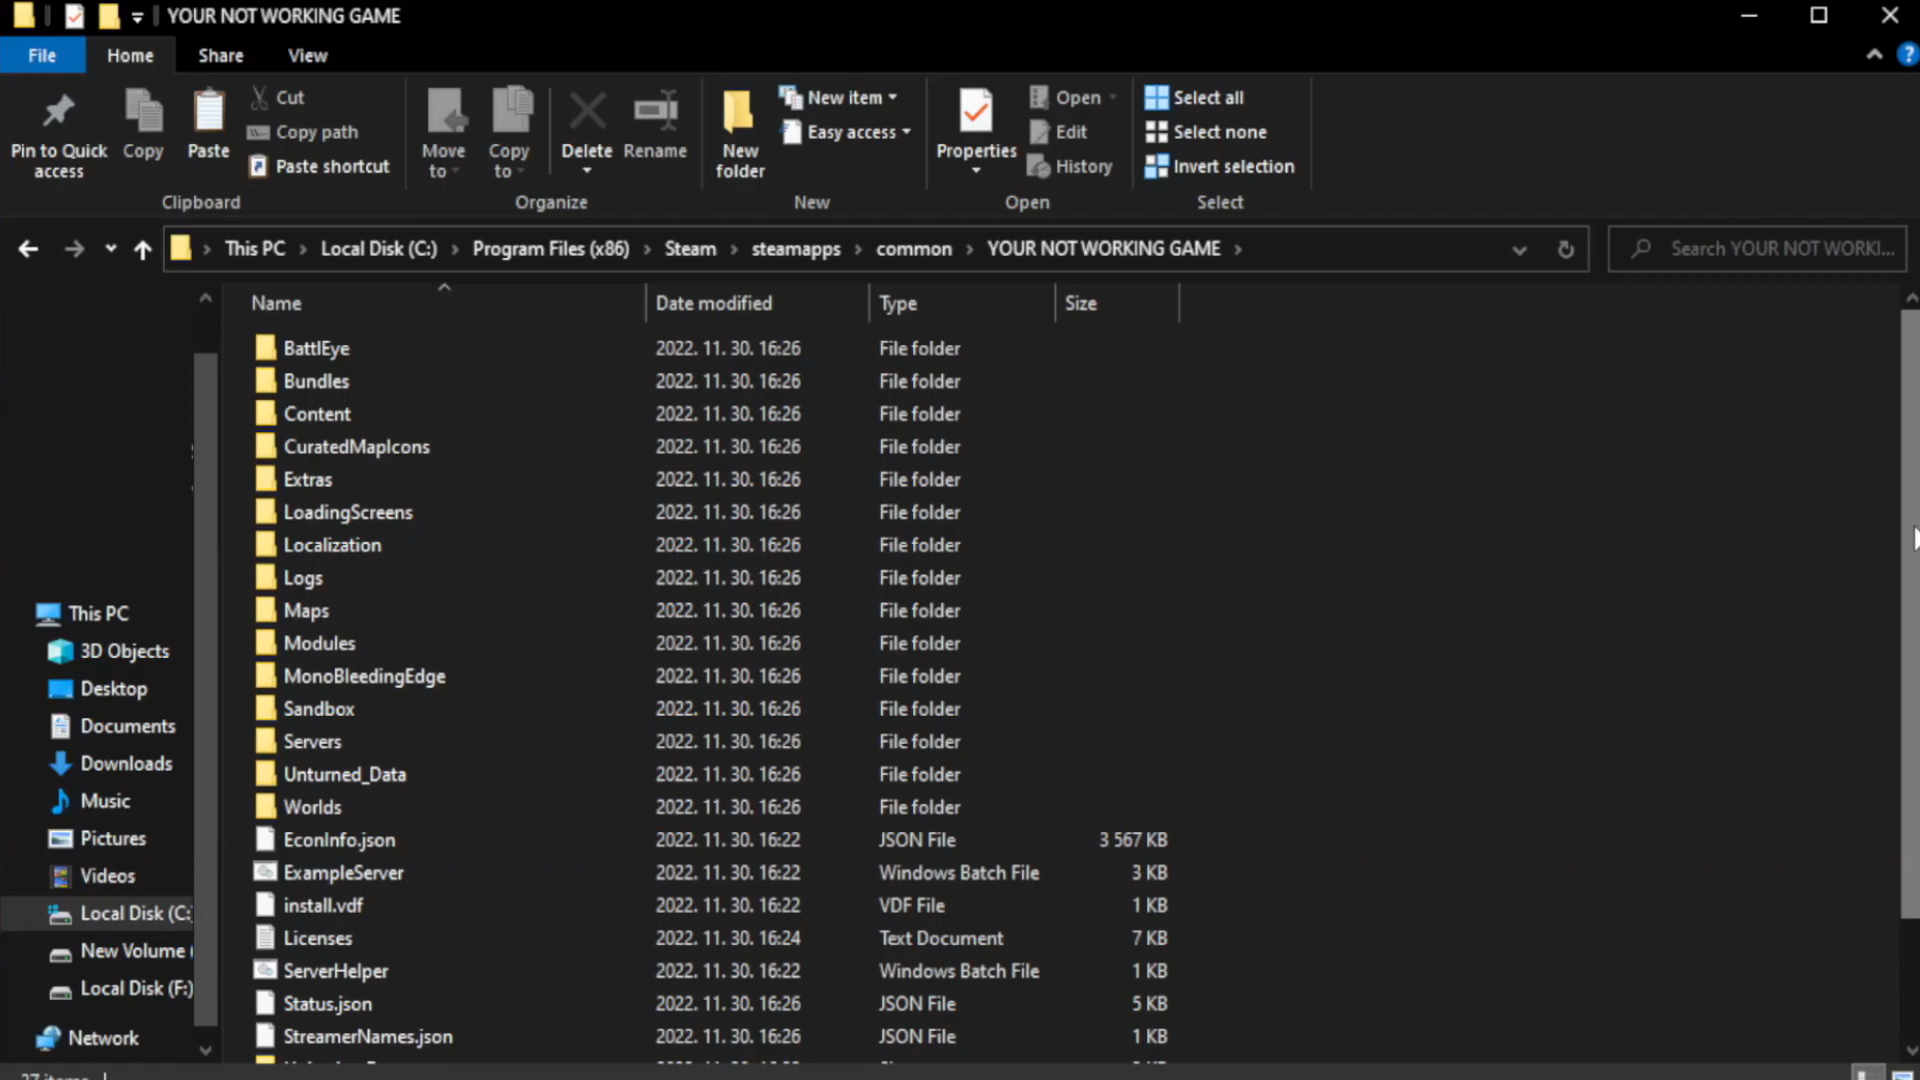 YOUR NOT WORKING GAME
File Home Share View
Pin to Quick access
Copy
Paste
Cut
Copy path
Paste shortcut
Clipboard
Move to
Copy to
Delete
Rename
Organize
New folder
New item
Easy access
New
Properties
Open
Edit
History
Open
Select all
Select none
Invert selection
Select
This PC Local Disk (C:) Program Files (x86) Steam steamapps common YOUR NOT WORKING GAME
Search YOUR NOT WORKI...
This PC
3D Objects
Desktop
Documents
Downloads
Music
Pictures
Videos
Local Disk (C:
New Volume (
Local Disk (F:)
Network
Name Date modified Type Size
BattlEye 2022. 11. 30. 16:26 File folder
Bundles 2022. 11. 30. 16:26 File folder
Content 2022. 11. 30. 16:26 File folder
CuratedMapIcons 2022. 11. 30. 16:26 File folder
Extras 2022. 11. 30. 16:26 File folder
LoadingScreens 2022. 11. 30. 16:26 File folder
Localization 2022. 11. 30. 16:26 File folder
Logs 2022. 11. 30. 16:26 File folder
Maps 2022. 11. 30. 16:26 File folder
Modules 2022. 11. 30. 16:26 File folder
MonoBleedingEdge 2022. 11. 30. 16:26 File folder
Sandbox 2022. 11. 30. 16:26 File folder
Servers 2022. 11. 30. 16:26 File folder
Unturned_Data 2022. 11. 30. 16:26 File folder
Worlds 2022. 11. 30. 16:26 File folder
EconInfo.json 2022. 11. 30. 16:22 JSON File 3 567 KB
ExampleServer 2022. 11. 30. 16:22 Windows Batch File 3 KB
install.vdf 2022. 11. 30. 16:22 VDF File 1 KB
Licenses 2022. 11. 30. 16:24 Text Document 7 KB
ServerHelper 2022. 11. 30. 16:22 Windows Batch File 1 KB
Status.json 2022. 11. 30. 16:26 JSON File 5 KB
StreamerNames.json 2022. 11. 30. 16:26 JSON File 1 KB